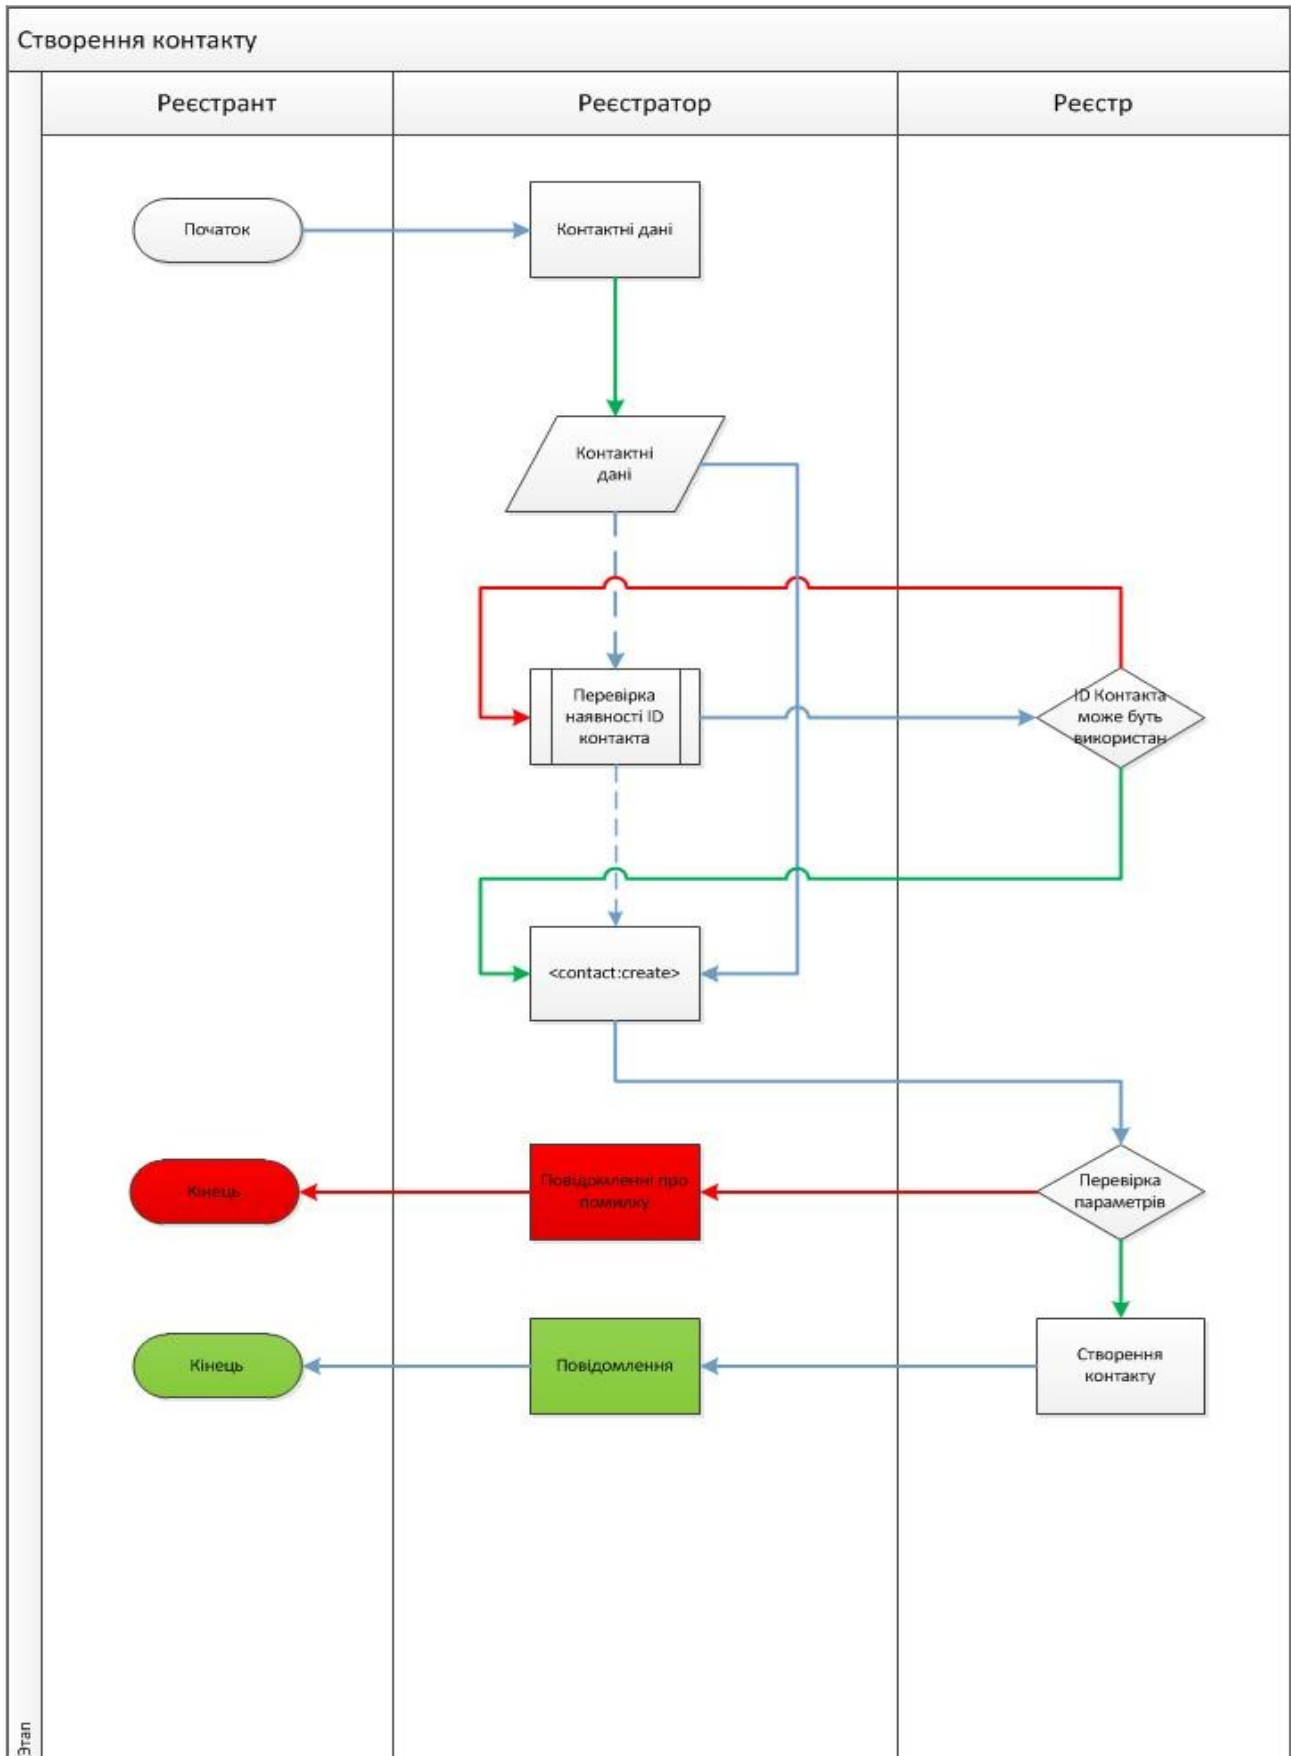 Створення контакту
Реєстрант
Реєстратор
Реєстр
Початок
Контактні дані
Контактні
дані
Перевірка
наявності ID
контакта
ID Контакта
може буть
використан
<contact:create>
Кінець
Повідомленні про
помилку
Перевірка
параметрів
Кінець
Повідомлення
Створення
контакту
Этап